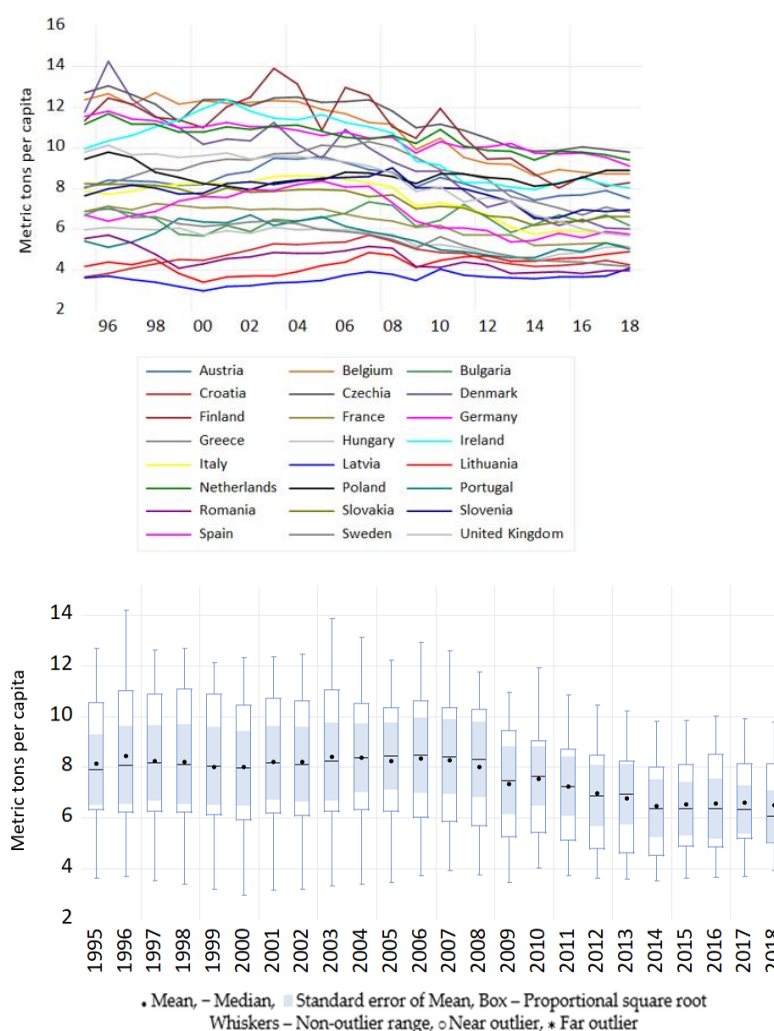 Metric tons per capita
16
14
12
10
8
6
4
2
96 98 00 02 04 06 08 10 12 14 16 18
Austria Belgium Bulgaria
Croatia Czechia Denmark
Finland France Germany
Greece Hungary Ireland
Italy Latvia Lithuania
Netherlands Poland Portugal
Romania Slovakia Slovenia
Spain Sweden United Kingdom
Metric tons per capita
14
12
10
8
6
4
2
1995 1996 1997 1998 1999 2000 2001 2002 2003 2004 2005 2006 2007 2008 2009 2010 2011 2012 2013 2014 2015 2016 2017 2018
• Mean, – Median, Standard error of Mean, Box – Proportional square root
Whiskers – Non-outlier range, ○ Near outlier, * Far outlier